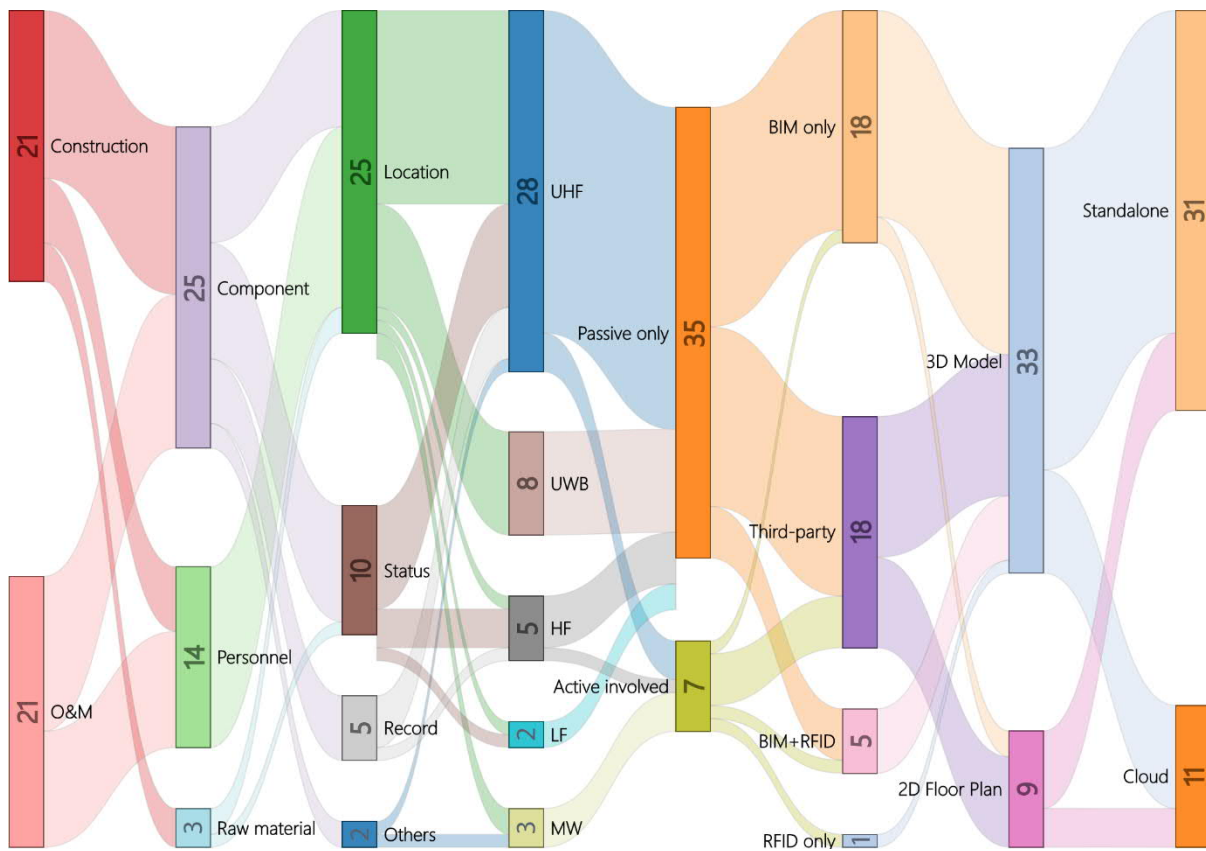 21
Construction
21
O&M
25
Component
14
Personnel
3
Raw material
25
Location
10
Status
5
Record
2
Others
28
UHF
8
UWB
5
HF
2
LF
3
MW
35
Passive only
7
Active involved
18
BIM only
18
Third-party
5
BIM+RFID
1
RFID only
33
3D Model
9
2D Floor Plan
31
Standalone
11
Cloud